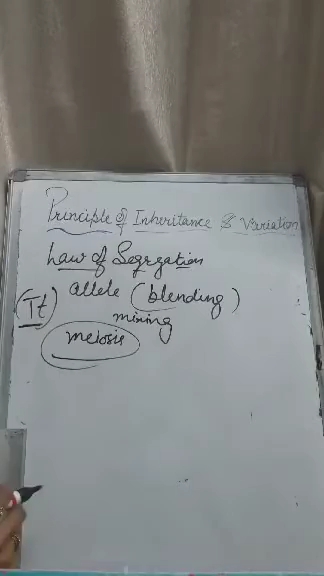 Principle of Inheritance & Variation
Law of Segregation
(Tt) allele (blending)
mixing
meiosis